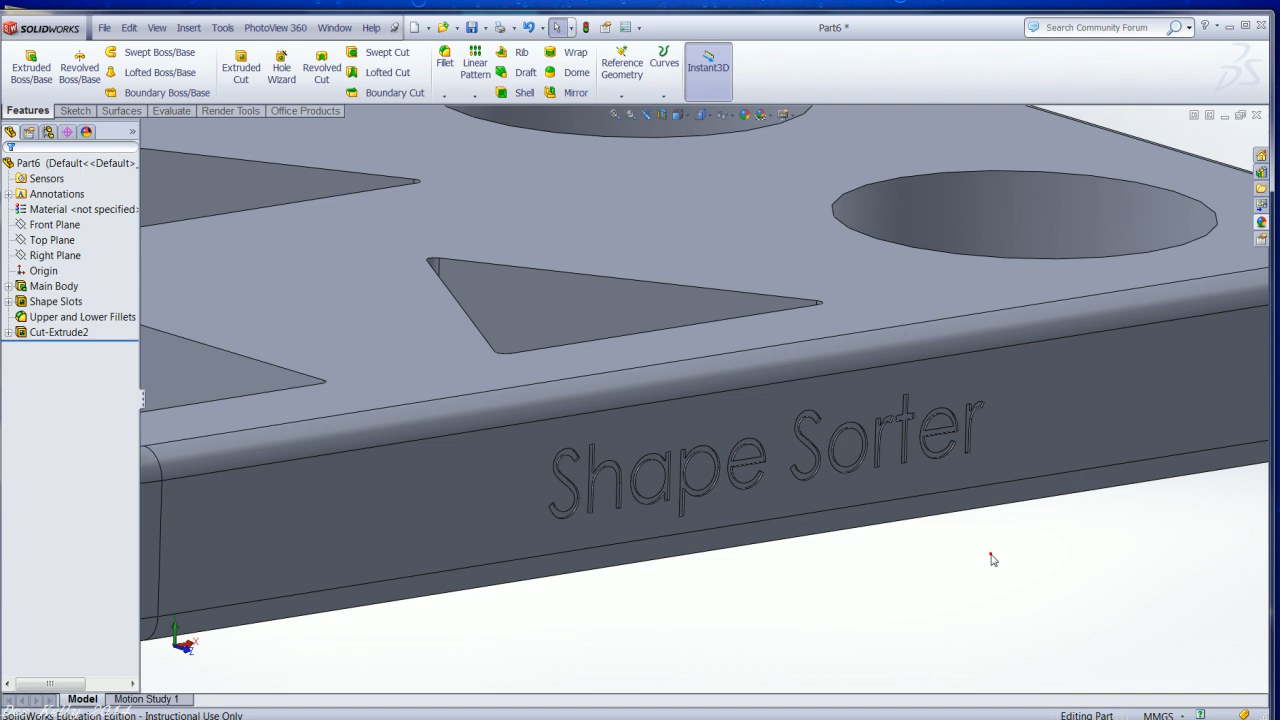 SOLIDWORKS File Edit View Insert Tools PhotoView 360 Window Help Part6 * Search Community Forum
Extruded Boss/Base
Revolved Boss/Base
Swept Boss/Base
Lofted Boss/Base
Boundary Boss/Base
Extruded Cut
Hole Wizard
Revolved Cut
Swept Cut
Lofted Cut
Boundary Cut
Fillet
Linear Pattern
Rib
Draft
Shell
Wrap
Dome
Mirror
Reference Geometry
Curves
Instant3D
Features Sketch Surfaces Evaluate Render Tools Office Products
Part6 (Default<<Default>_
Sensors
Annotations
Material <not specified>
Front Plane
Top Plane
Right Plane
Origin
Main Body
Shape Slots
Upper and Lower Fillets
Cut-Extrude2
Shape Sorter
X
Z
Model Motion Study 1
SolidWorks Education Edition - Instructional Use Only Editing Part MMGS